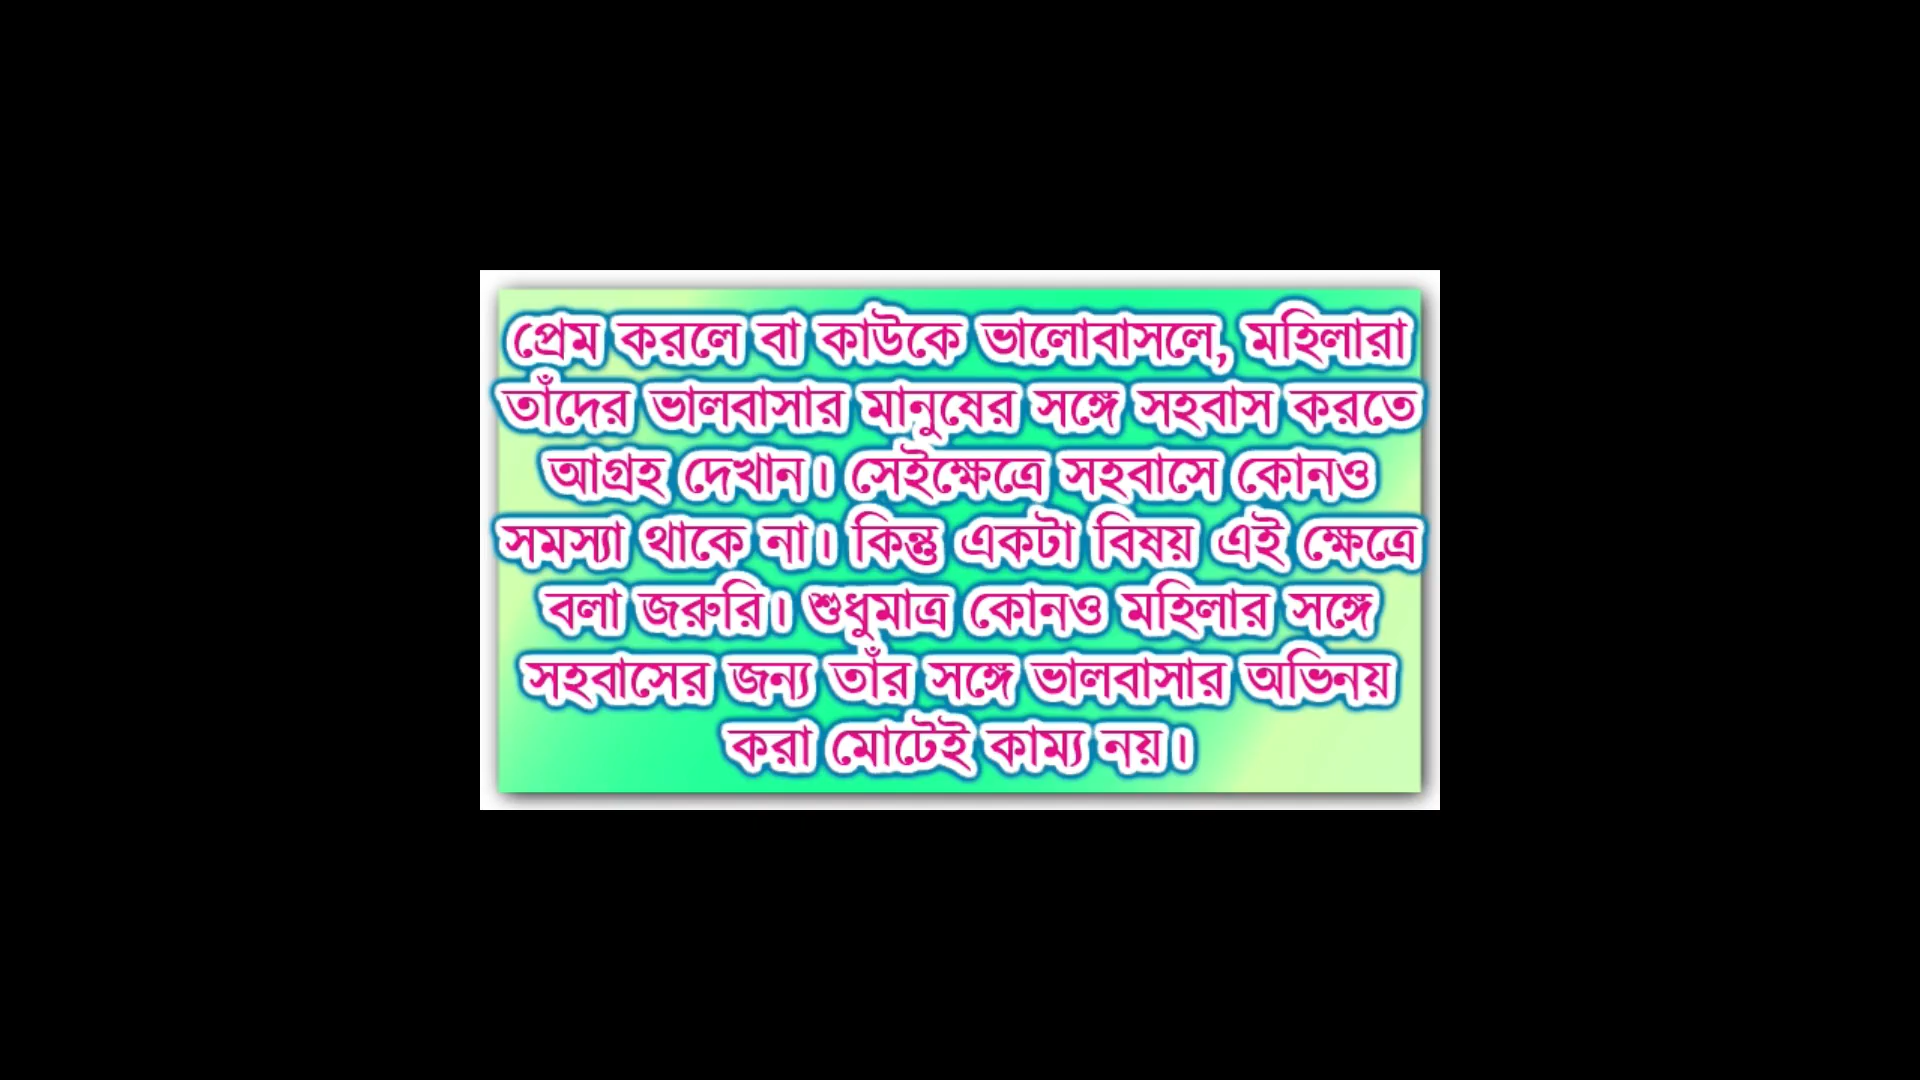 প্রেম করলে বা কাউকে ভালোবাসলে, মহিলারা
তাঁদের ভালবাসার মানুষের সঙ্গে সহবাস করতে
আগ্রহ দেখান। সেইক্ষেত্রে সহবাসে কোনও
সমস্যা থাকে না। কিন্তু একটা বিষয় এই ক্ষেত্রে
বলা জরুরি। শুধুমাত্র কোনও মহিলার সঙ্গে
সহবাসের জন্য তাঁর সঙ্গে ভালবাসার অভিনয়
করা মোটেই কাম্য নয়।